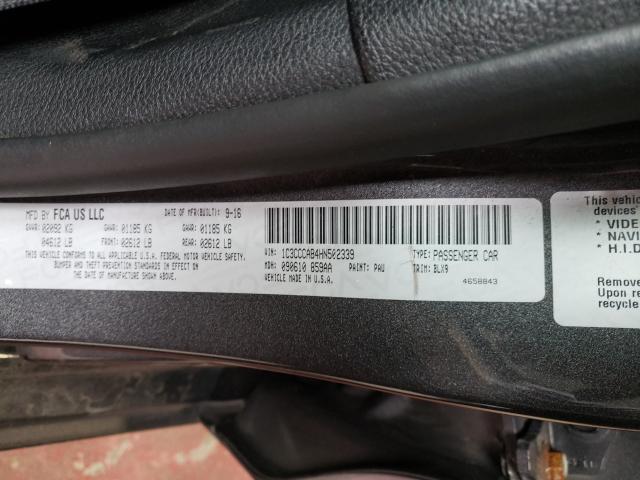 MFD BY FCA US LLC DATE OF MFR(BUILT): 9-16
GVWR: 02092 KG GAWR: 01185 KG GAWR: 01185 KG
04612 LB FRONT: 02612 LB REAR: 02612 LB
THIS VEHICLE CONFORMS TO ALL APPLICABLE U.S.A. FEDERAL MOTOR VEHICLE SAFETY,
BUMPER AND THEFT PREVENTION STANDARDS IN EFFECT ON
THE DATE OF MANUFACTURE SHOWN ABOVE.
VIN: 1C3CCCAB4HN502339 TYPE: PASSENGER CAR
MDH: 090610 859AA PAINT: PAU TRIM: BLX9
VEHICLE MADE IN U.S.A. 4658843
This vehic
devices
* VIDE
* NAVI
* H.I.D
Remove
Upon re
recycle